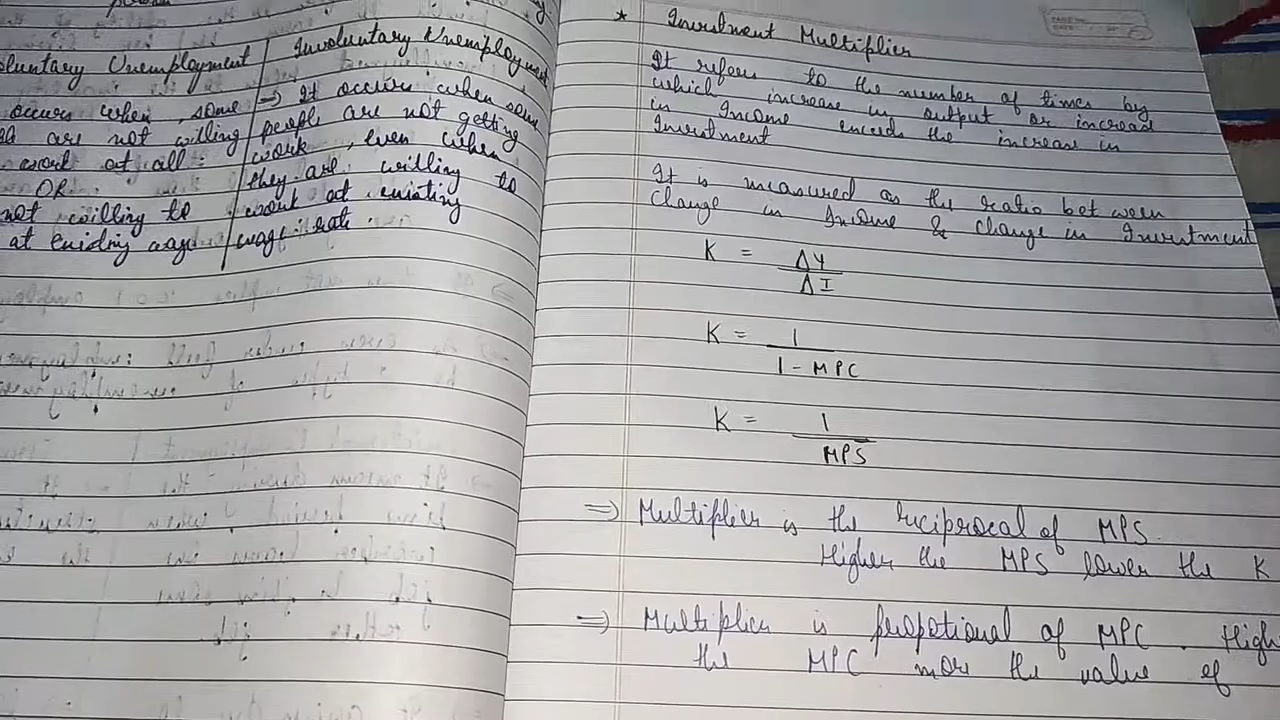 oluntary Unemployment
occurs when some
are not willing
work at all.
OR
not willing to
at existing wage
Involuntary Unemployment
=> It occurs when some
people are not getting
work, even when
they are willing to
work at existing
wage rate.
* Investment Multiplier
It refers to the number of times by
which increase in output or increase
in Income exceeds the increase in
Investment
It is measured as the ratio between
Change in Income & Change in Investment
K = ΔY / ΔI
K = 1 / 1 - MPC
K = 1 / MPS
=> Multiplier is the reciprocal of MPS.
Higher the MPS lower the K
=> Multiplier is propotional of MPC. High
the MPC more the value of